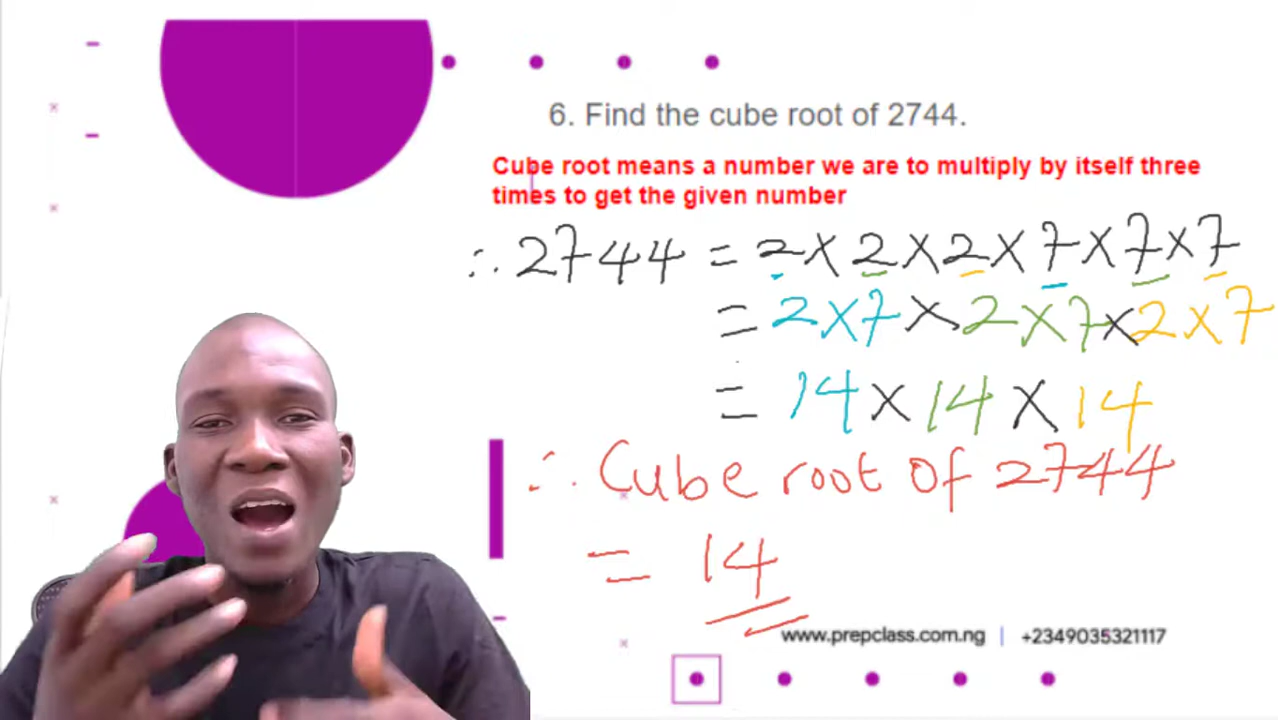 6. Find the cube root of 2744.
Cube root means a number we are to multiply by itself three
times to get the given number
∴ 2744 = 2×2×2×7×7×7
= 2×7×2×7×2×7
= 14×14×14
∴ Cube root of 2744
= 14
www.prepclass.com.ng | +2349035321117